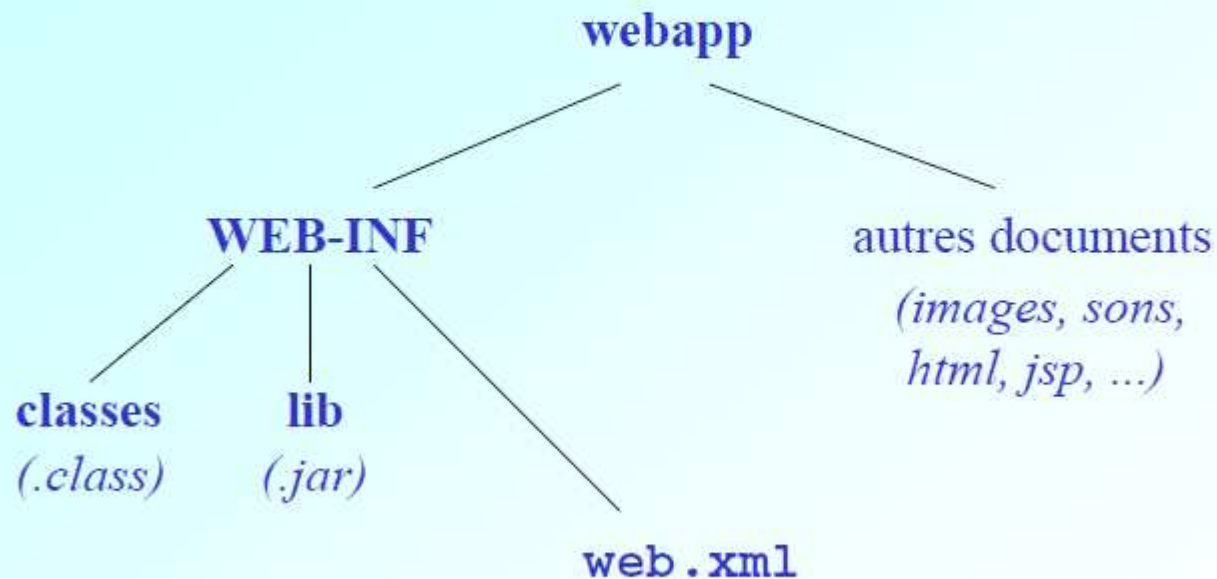 webapp
WEB-INF
autres documents
(images, sons,
html, jsp, ...)
classes
lib
(.class)
(.jar)
web.xml